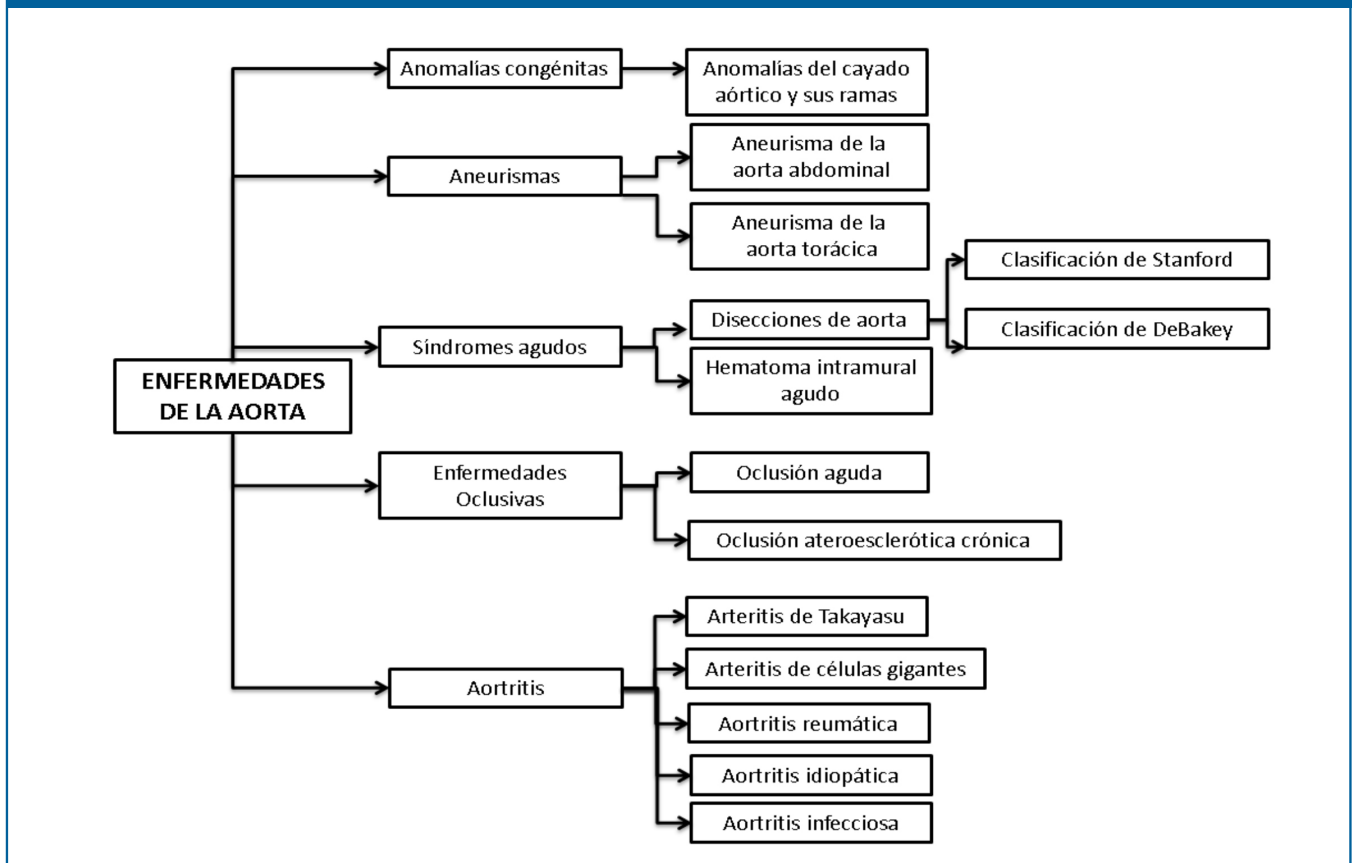 Anomalías congénitas
Anomalías del cayado
aórtico y sus ramas
Aneurismas
Aneurisma de la
aorta abdominal
Aneurisma de la
aorta torácica
Síndromes agudos
Disecciones de aorta
Clasificación de Stanford
Clasificación de DeBakey
Hematoma intramural
agudo
ENFERMEDADES
DE LA AORTA
Enfermedades
Oclusivas
Oclusión aguda
Oclusión ateroesclerótica crónica
Aortritis
Arteritis de Takayasu
Arteritis de células gigantes
Aortritis reumática
Aortritis idiopática
Aortritis infecciosa